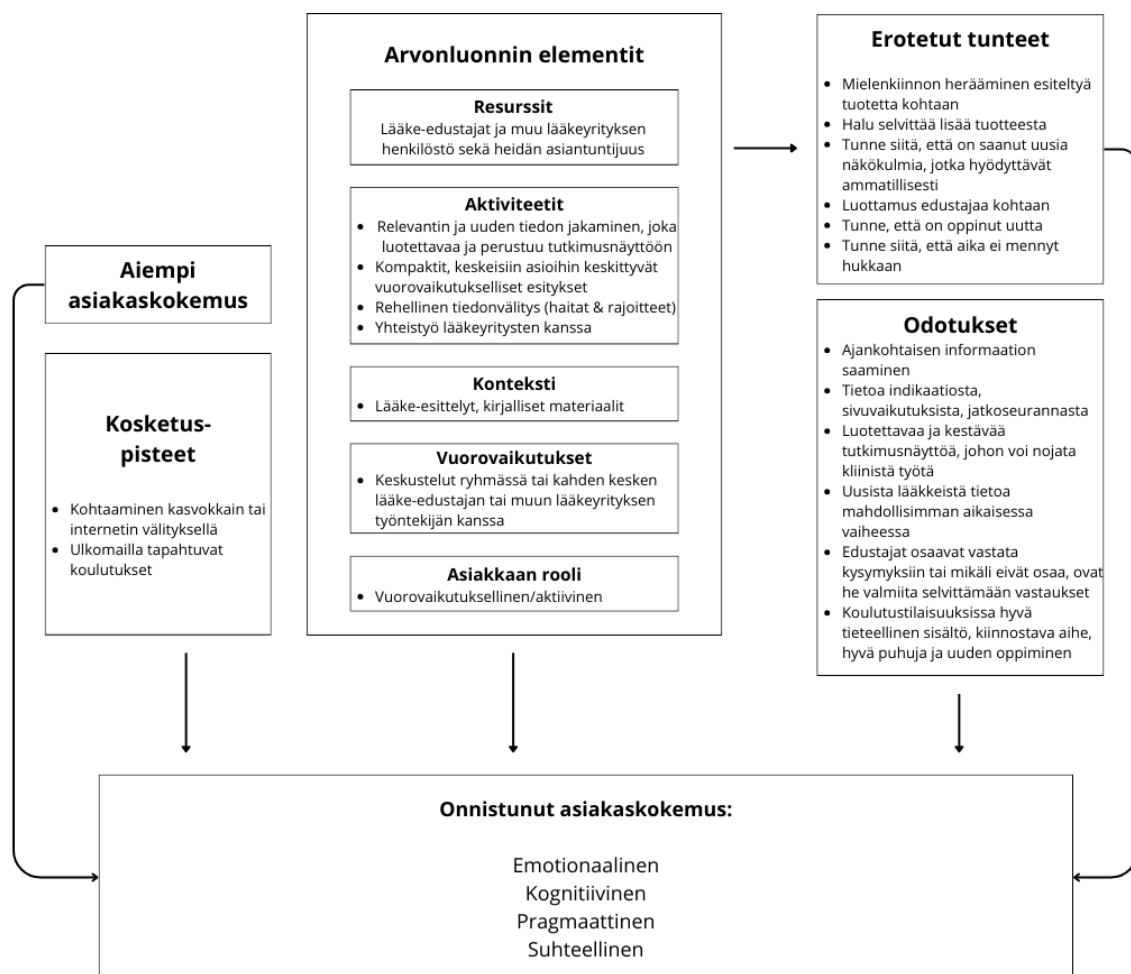 Aiempi
asiakaskokemus
Kosketus-
pisteet
Kohtaaminen kasvokkain tai
internetin välityksellä
Ulkomailla tapahtuvat
koulutukset
Arvonluonnin elementit
Resurssit
Lääke-edustajat ja muu lääkeyrityksen
henkilöstö sekä heidän asiantuntijuus
Aktiviteetit
Relevantin ja uuden tiedon jakaminen, joka
luotettavaa ja perustuu tutkimusnäyttöön
Kompaktit, keskeisiin asioihin keskittyvät
vuorovaikutukselliset esitykset
Rehellinen tiedonvälitys (haitat & rajoitteet)
Yhteistyö lääkeyritysten kanssa
Konteksti
Lääke-esittelyt, kirjalliset materiaalit
Vuorovaikutukset
Keskustelut ryhmässä tai kahden kesken
lääke-edustajan tai muun lääkeyrityksen
työntekijän kanssa
Asiakkaan rooli
Vuorovaikutuksellinen/aktiivinen
Erotetut tunteet
Mielenkiinnon herääminen esiteltyä
tuotetta kohtaan
Halu selvittää lisää tuotteesta
Tunne siitä, että on saanut uusia
näkökulmia, jotka hyödyttävät
ammatillisesti
Luottamus edustajaa kohtaan
Tunne, että on oppinut uutta
Tunne siitä, että aika ei mennyt
hukkaan
Odotukset
Ajankohtaisen informaation
saaminen
Tietoa indikaatiosta,
sivuvaikutuksista, jatkoseurannasta
Luotettavaa ja kestävää
tutkimusnäyttöä, johon voi nojata
kliinistä työtä
Uusista lääkkeistä tietoa
mahdollisimman aikaisessa
vaiheessa
Edustajat osaavat vastata
kysymyksiin tai mikäli eivät osaa, ovat
he valmiita selvittämään vastaukset
Koulutustilaisuuksissa hyvä
tieteellinen sisältö, kiinnostava aihe,
hyvä puhuja ja uuden oppiminen
Onnistunut asiakaskokemus:
Emotionaalinen
Kognitiivinen
Pragmaattinen
Suhteellinen